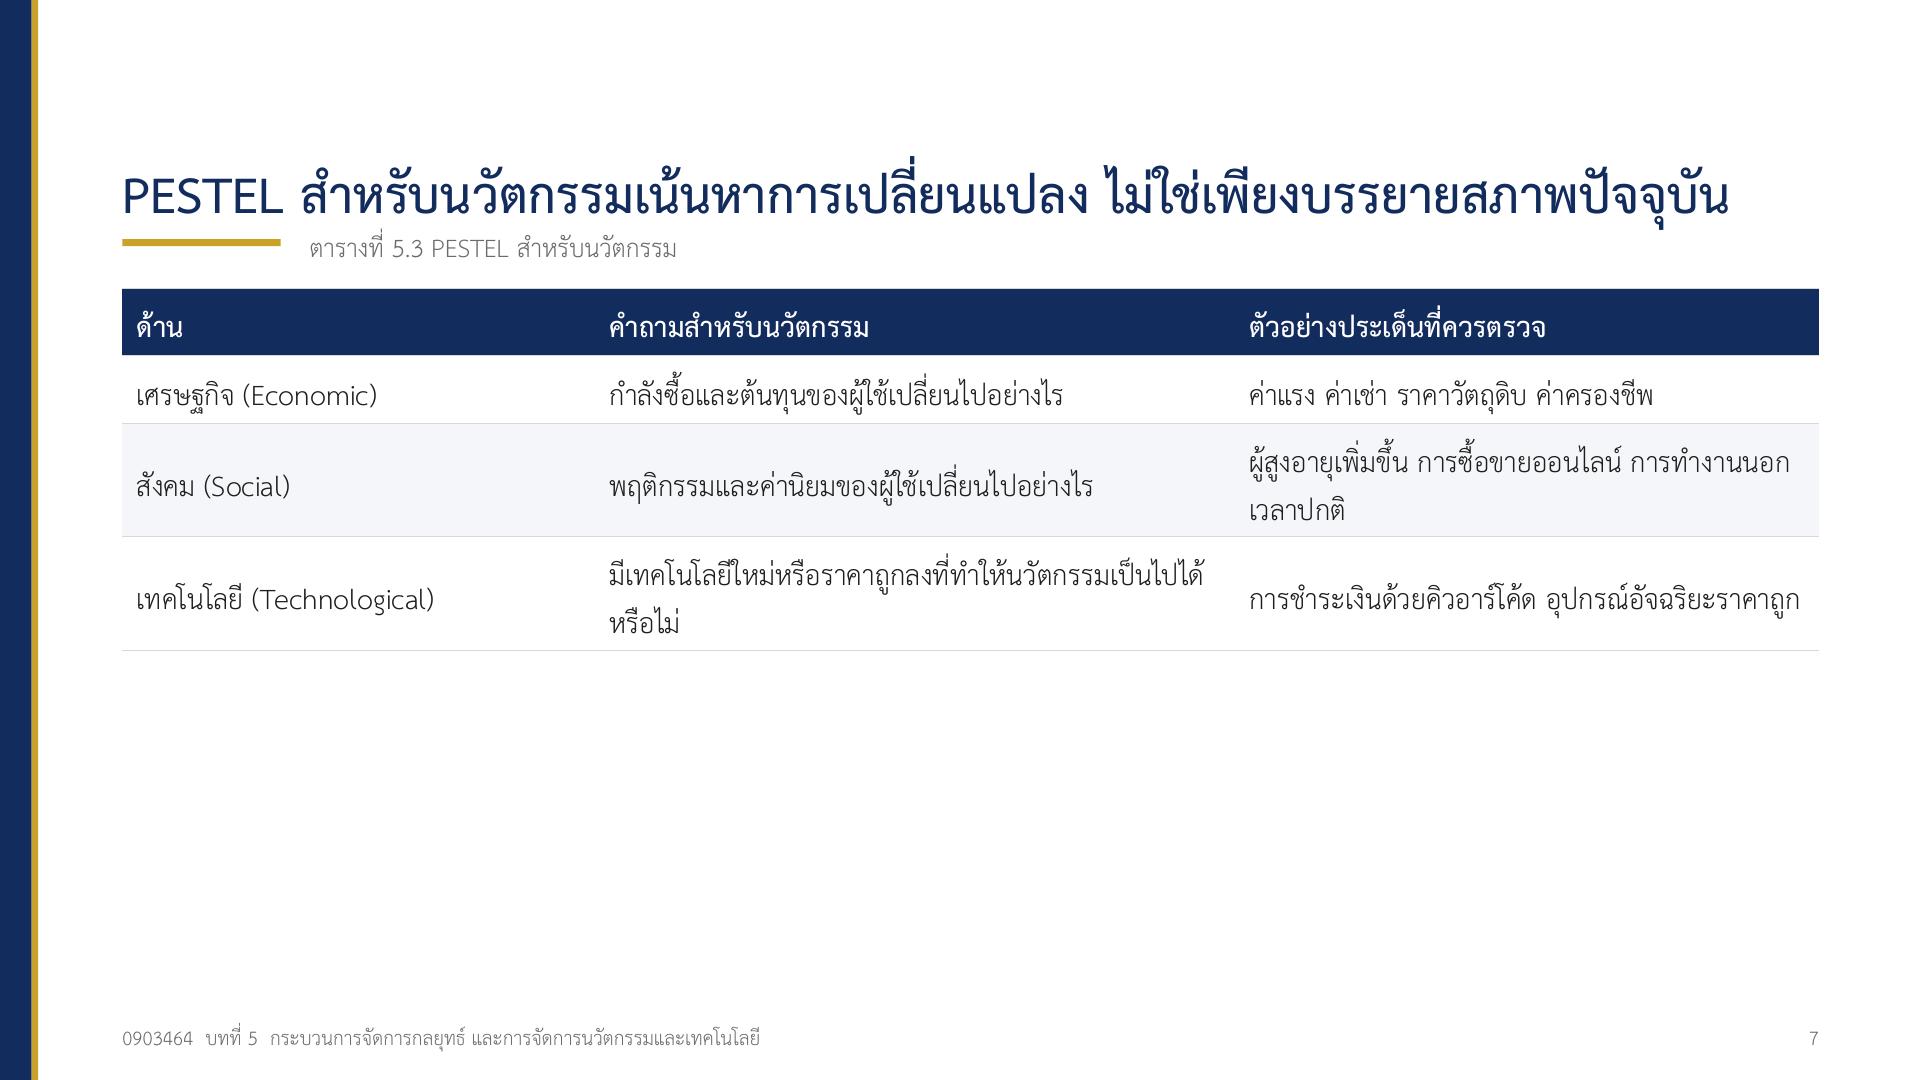 PESTEL สำหรับนวัตกรรมเน้นหาการเปลี่ยนแปลง ไม่ใช่เพียงบรรยายสภาพปัจจุบัน
ตารางที่ 5.3 PESTEL สำหรับนวัตกรรม
ด้าน คำถามสำหรับนวัตกรรม ตัวอย่างประเด็นที่ควรตรวจ
เศรษฐกิจ (Economic) กำลังซื้อและต้นทุนของผู้ใช้เปลี่ยนไปอย่างไร ค่าแรง ค่าเช่า ราคาวัตถุดิบ ค่าครองชีพ
สังคม (Social) พฤติกรรมและค่านิยมของผู้ใช้เปลี่ยนไปอย่างไร ผู้สูงอายุเพิ่มขึ้น การซื้อขายออนไลน์ การทำงานนอก
เวลาปกติ
เทคโนโลยี (Technological) มีเทคโนโลยีใหม่หรือราคาถูกลงที่ทำให้นวัตกรรมเป็นไปได้
หรือไม่
การชำระเงินด้วยคิวอาร์โค้ด อุปกรณ์อัจฉริยะราคาถูก
0903464 บทที่ 5 กระบวนการจัดการกลยุทธ์ และการจัดการนวัตกรรมและเทคโนโลยี 7